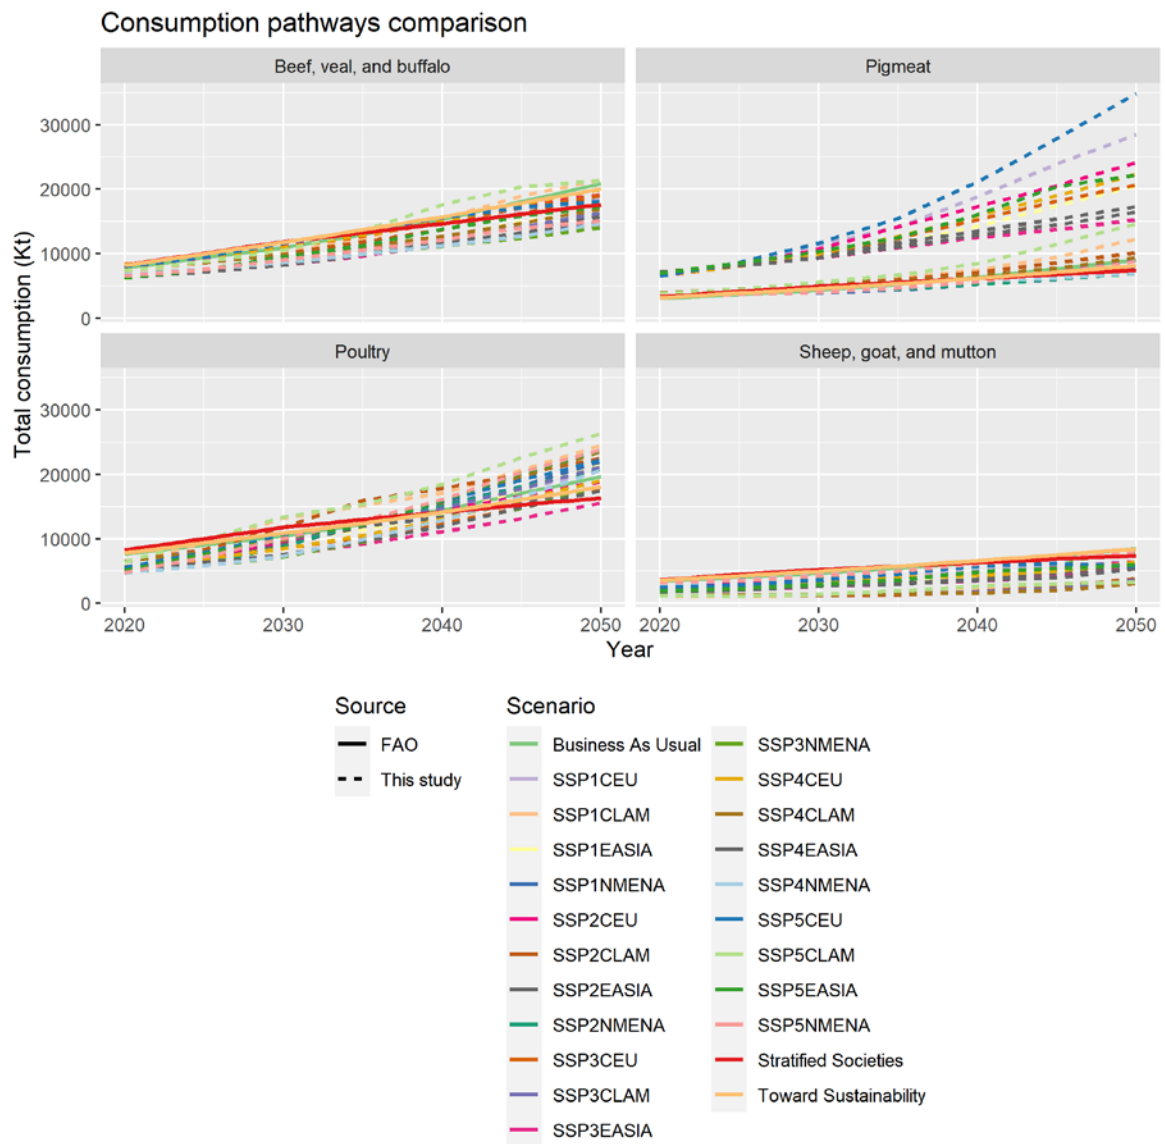 Consumption pathways comparison
Beef, veal, and buffalo
Pigmeat
30000
20000
10000
0
Poultry
Sheep, goat, and mutton
30000
20000
10000
0
Total consumption (Kt)
2020 2030 2040 2050 2020 2030 2040 2050
Year
Source
FAO
This study
Scenario
Business As Usual
SSP1CEU
SSP1CLAM
SSP1EASIA
SSP1NMENA
SSP2CEU
SSP2CLAM
SSP2EASIA
SSP2NMENA
SSP3CEU
SSP3CLAM
SSP3EASIA
SSP3NMENA
SSP4CEU
SSP4CLAM
SSP4EASIA
SSP4NMENA
SSP5CEU
SSP5CLAM
SSP5EASIA
SSP5NMENA
Stratified Societies
Toward Sustainability